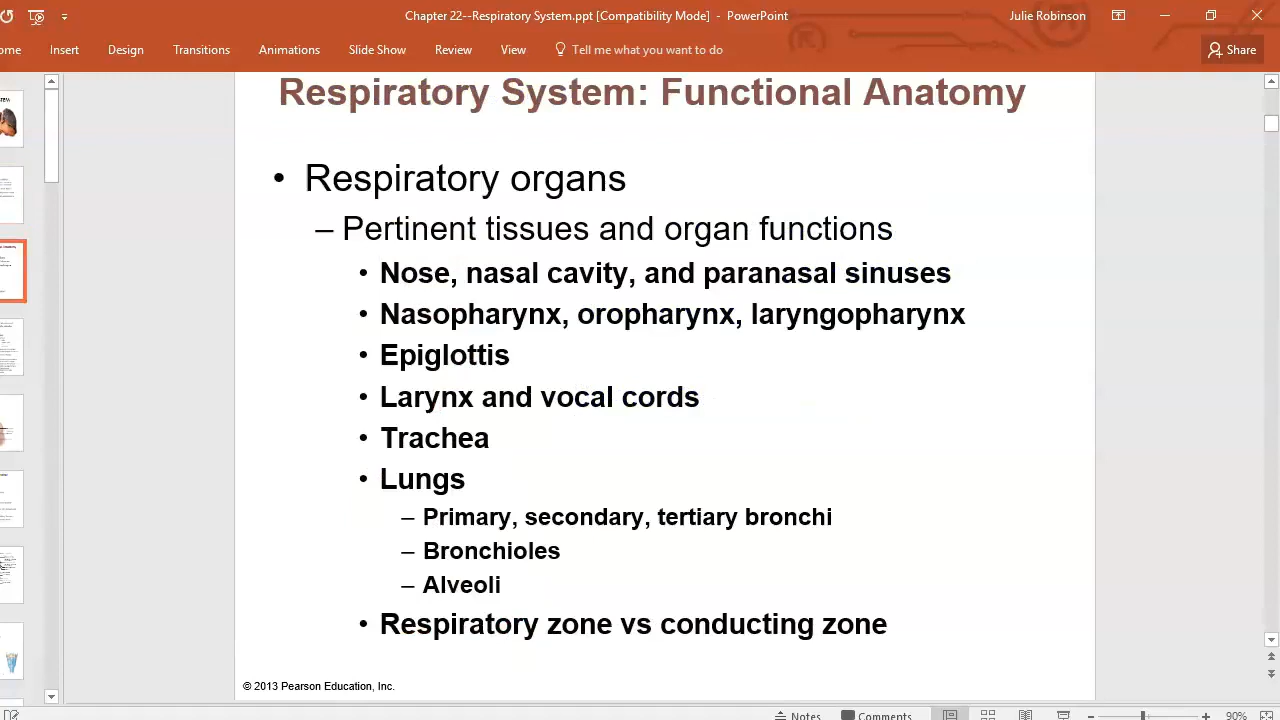 Chapter 22--Respiratory System.ppt [Compatibility Mode] - PowerPoint
Julie Robinson
ome Insert Design Transitions Animations Slide Show Review View Tell me what you want to do Share
Respiratory System: Functional Anatomy
• Respiratory organs
– Pertinent tissues and organ functions
• Nose, nasal cavity, and paranasal sinuses
• Nasopharynx, oropharynx, laryngopharynx
• Epiglottis
• Larynx and vocal cords
• Trachea
• Lungs
– Primary, secondary, tertiary bronchi
– Bronchioles
– Alveoli
• Respiratory zone vs conducting zone
© 2013 Pearson Education, Inc.
Notes Comments 90%